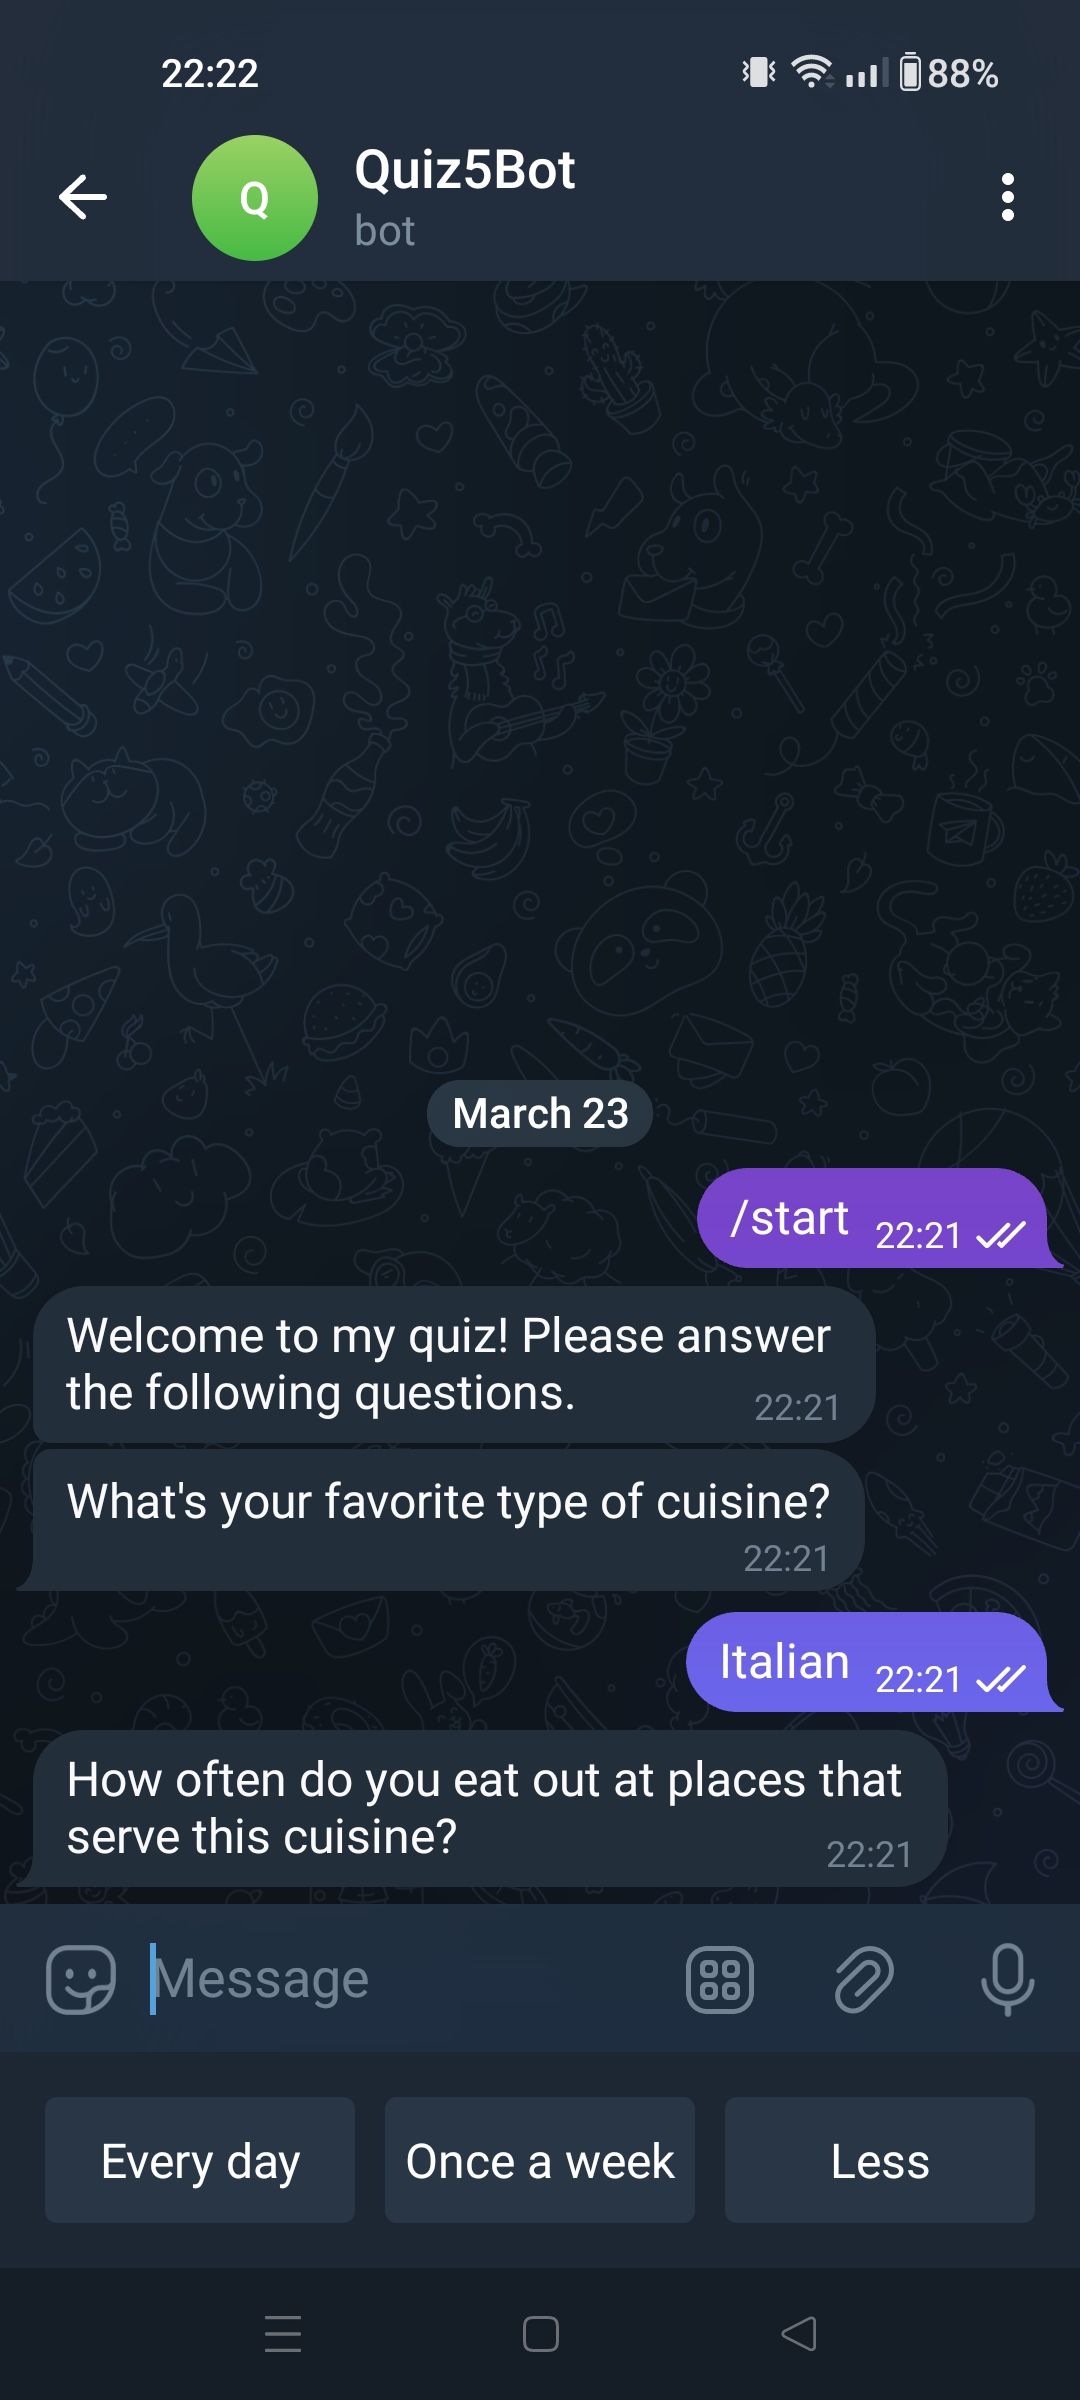 22:22
88%
Q
Quiz5Bot
bot
March 23
/start 22:21
Welcome to my quiz! Please answer
the following questions. 22:21
What's your favorite type of cuisine?
22:21
Italian 22:21
How often do you eat out at places that
serve this cuisine? 22:21
Message
Every day
Once a week
Less